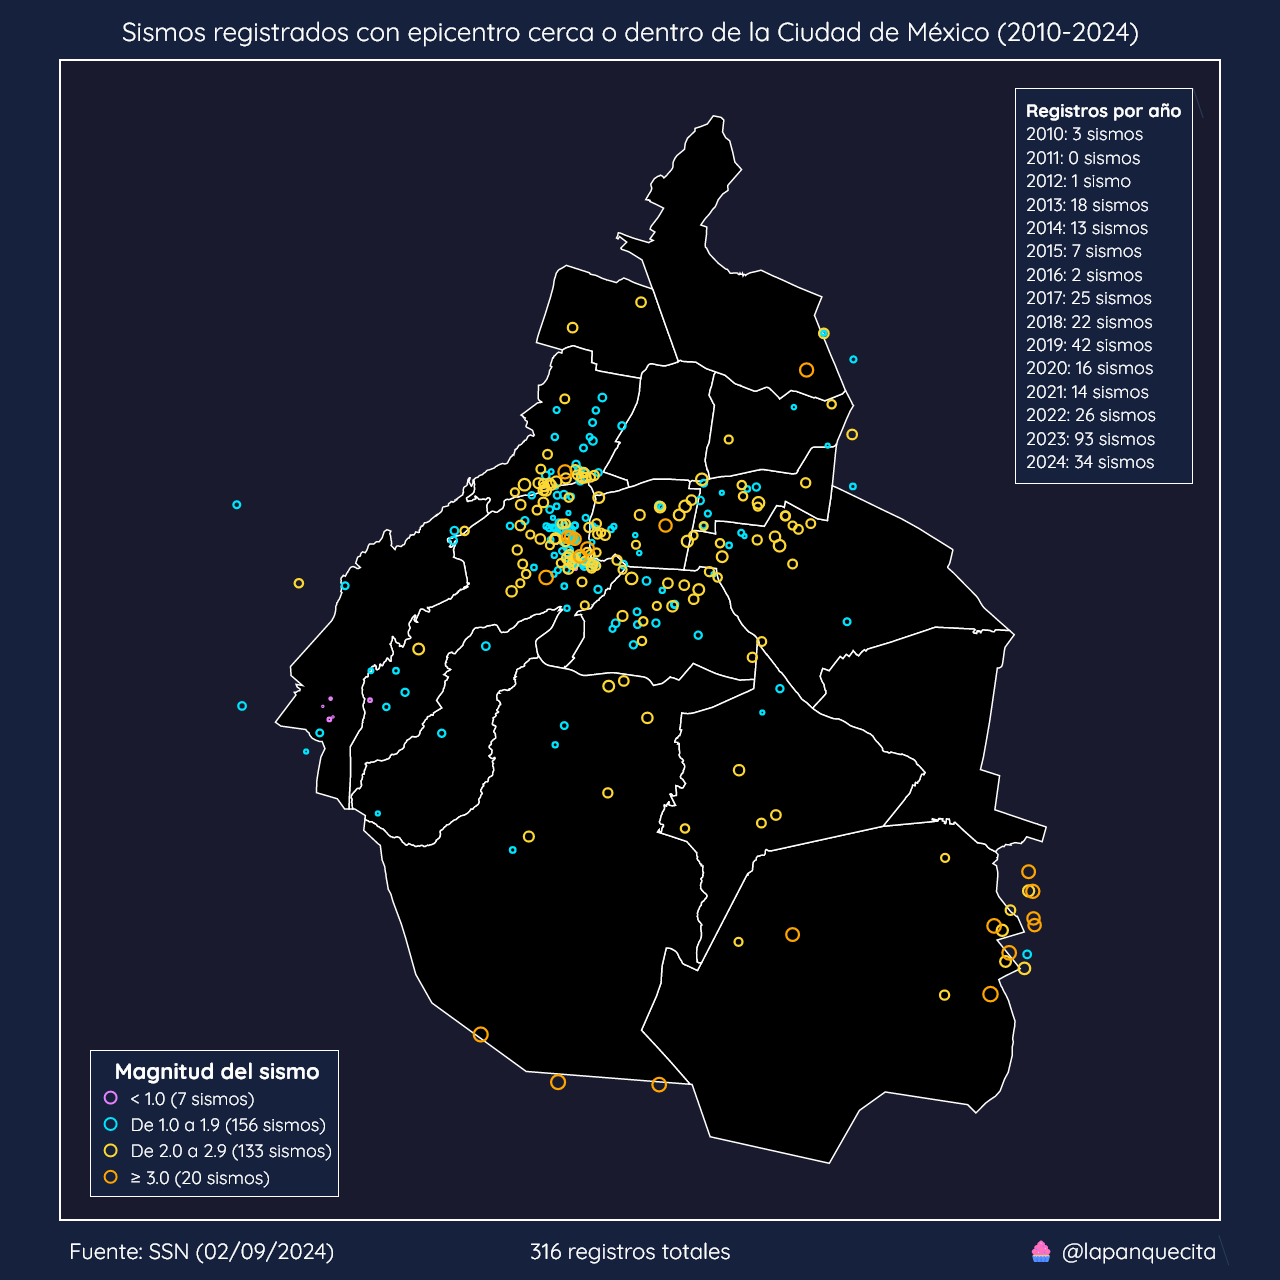 Sismos registrados con epicentro cerca o dentro de la Ciudad de México (2010-2024)
Registros por año
2010: 3 sismos
2011: 0 sismos
2012: 1 sismo
2013: 18 sismos
2014: 13 sismos
2015: 7 sismos
2016: 2 sismos
2017: 25 sismos
2018: 22 sismos
2019: 42 sismos
2020: 16 sismos
2021: 14 sismos
2022: 26 sismos
2023: 93 sismos
2024: 34 sismos
Magnitud del sismo
< 1.0 (7 sismos)
De 1.0 a 1.9 (156 sismos)
De 2.0 a 2.9 (133 sismos)
≥ 3.0 (20 sismos)
Fuente: SSN (02/09/2024)
316 registros totales
@lapanquecita